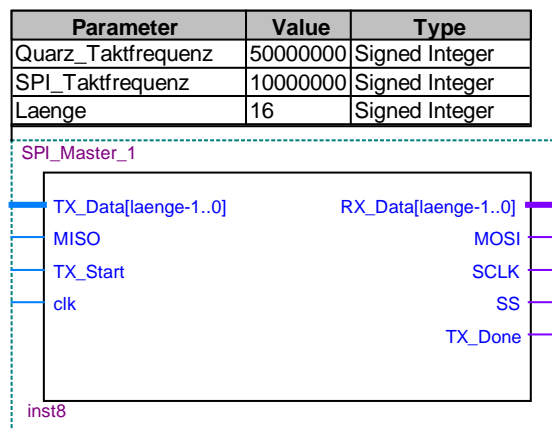 Parameter Value Type
Quarz_Taktfrequenz 50000000 Signed Integer
SPI_Taktfrequenz 10000000 Signed Integer
Laenge 16 Signed Integer
SPI_Master_1
TX_Data[laenge-1..0] RX_Data[laenge-1..0]
MISO MOSI
TX_Start SCLK
clk SS
TX_Done
inst8